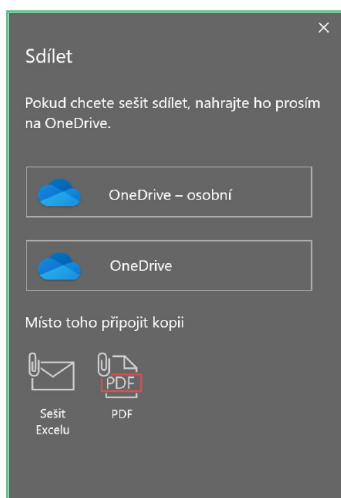 Sdílet
Pokud chcete sešit sdílet, nahrajte ho prosím
na OneDrive.
OneDrive – osobní
OneDrive
Místo toho připojit kopii
PDF
Sešit
Excelu
PDF